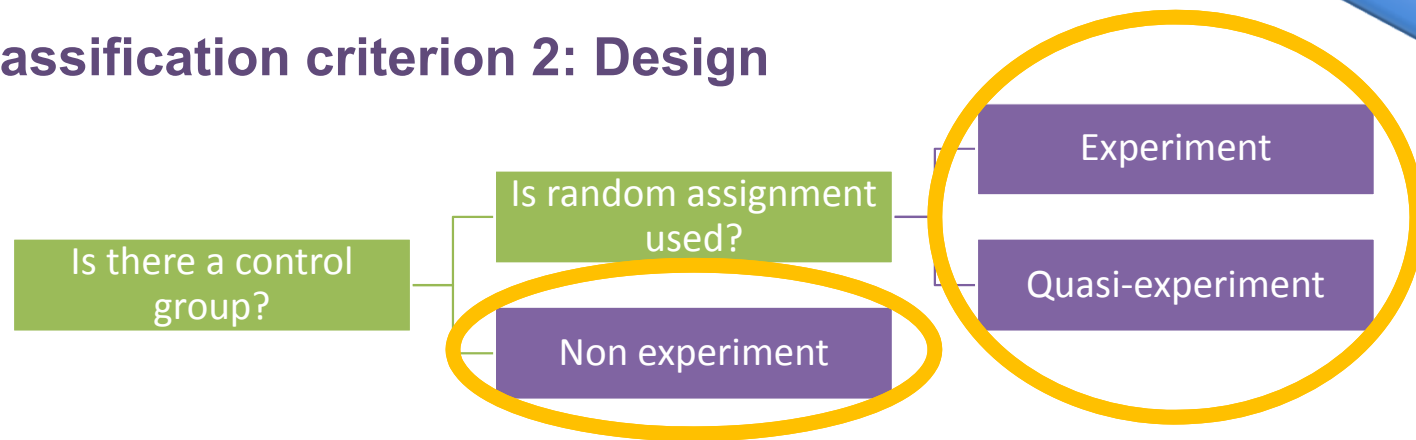 assification criterion 2: Design
Experiment
Is random assignment
used?
Is there a control
group?
Quasi-experiment
Non experiment